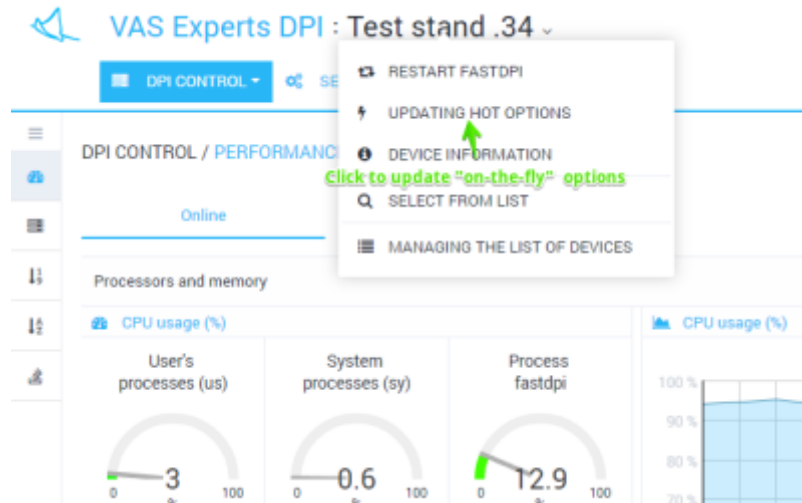 VAS Experts DPI : Test stand .34
DPI CONTROL
SE
RESTART FASTDPI
UPDATING HOT OPTIONS
DEVICE INFORMATION
Click to update "on-the-fly" options
SELECT FROM LIST
MANAGING THE LIST OF DEVICES
DPI CONTROL / PERFORMANC
Online
Processors and memory
CPU usage (%)
CPU usage (%)
User's
processes (us)
System
processes (sy)
Process
fastdpi
3
0 100
%
0.6
0 100
%
12.9
0 100
%
100 %
90 %
80 %
70 %